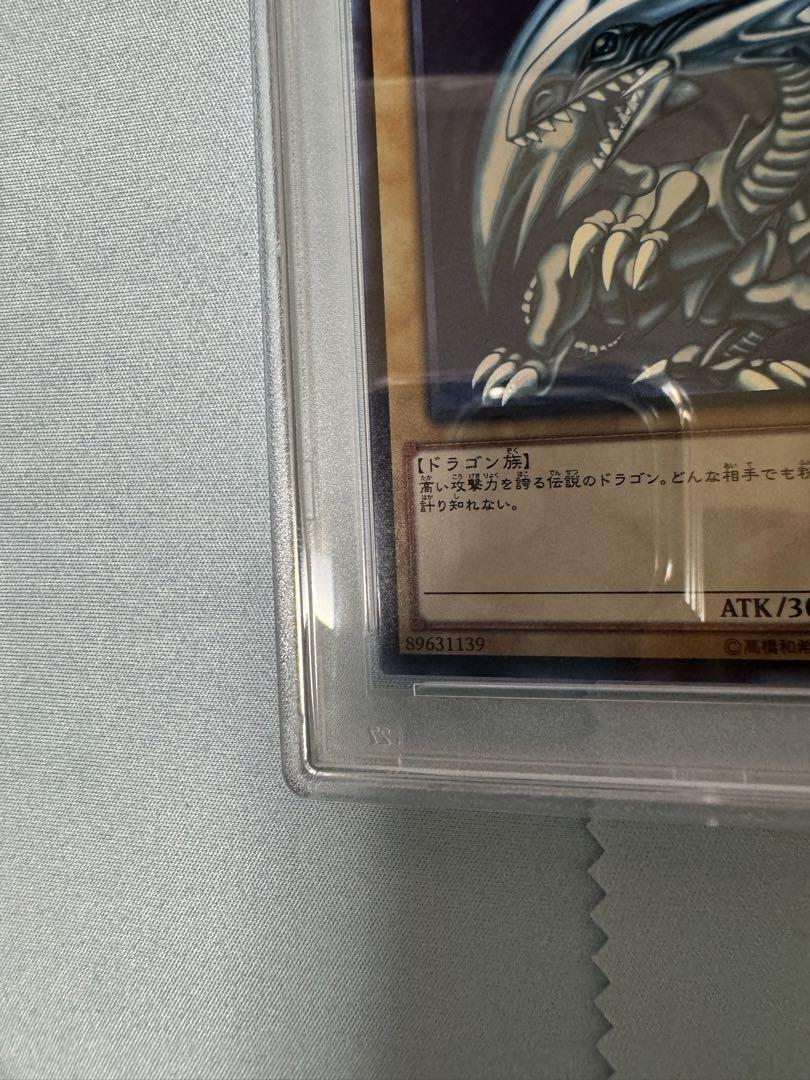 【ドラゴン族】
高い攻撃力を誇る伝説のドラゴン。どんな相手でも粉
計り知れない。
ATK/30
89631139
©高橋和希